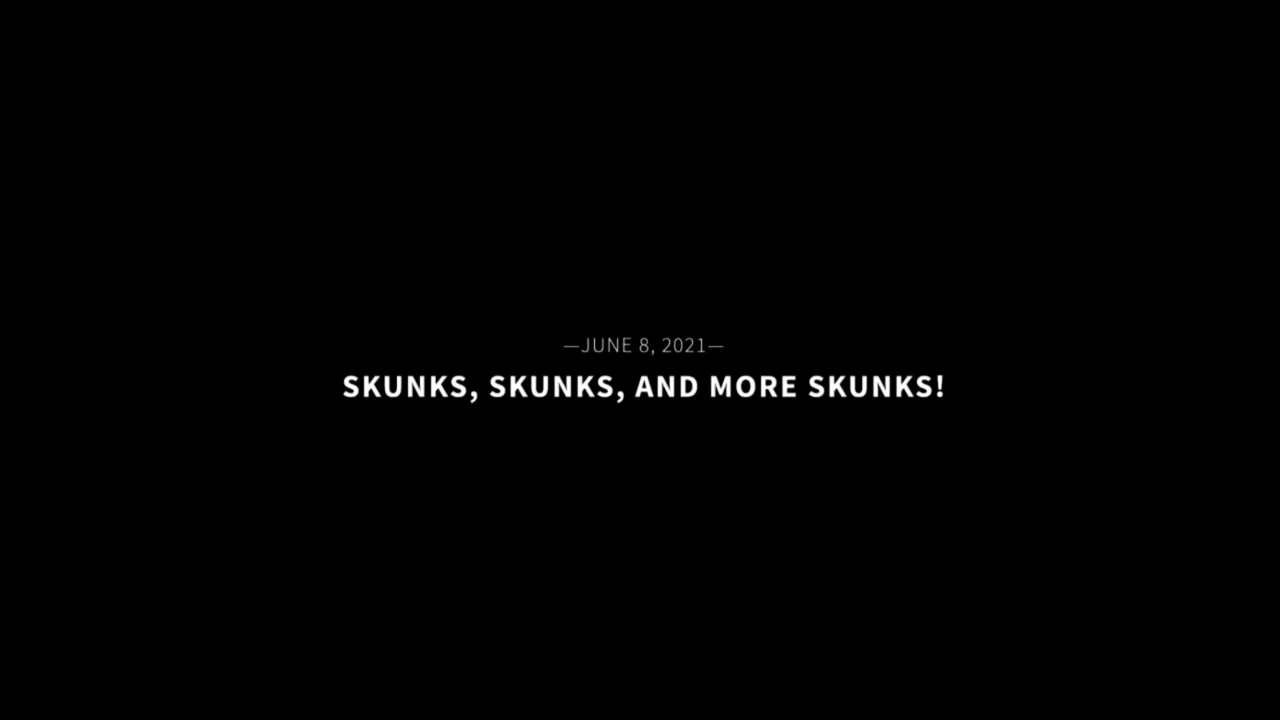 —JUNE 8, 2021—
SKUNKS, SKUNKS, AND MORE SKUNKS!